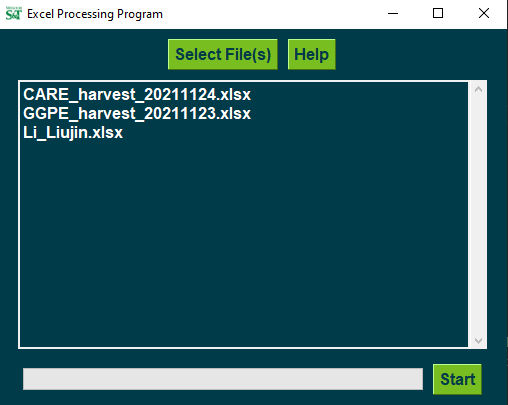 S&T Excel Processing Program
Select File(s) Help
CARE_harvest_20211124.xlsx
GGPE_harvest_20211123.xlsx
Li_Liujin.xlsx
Start